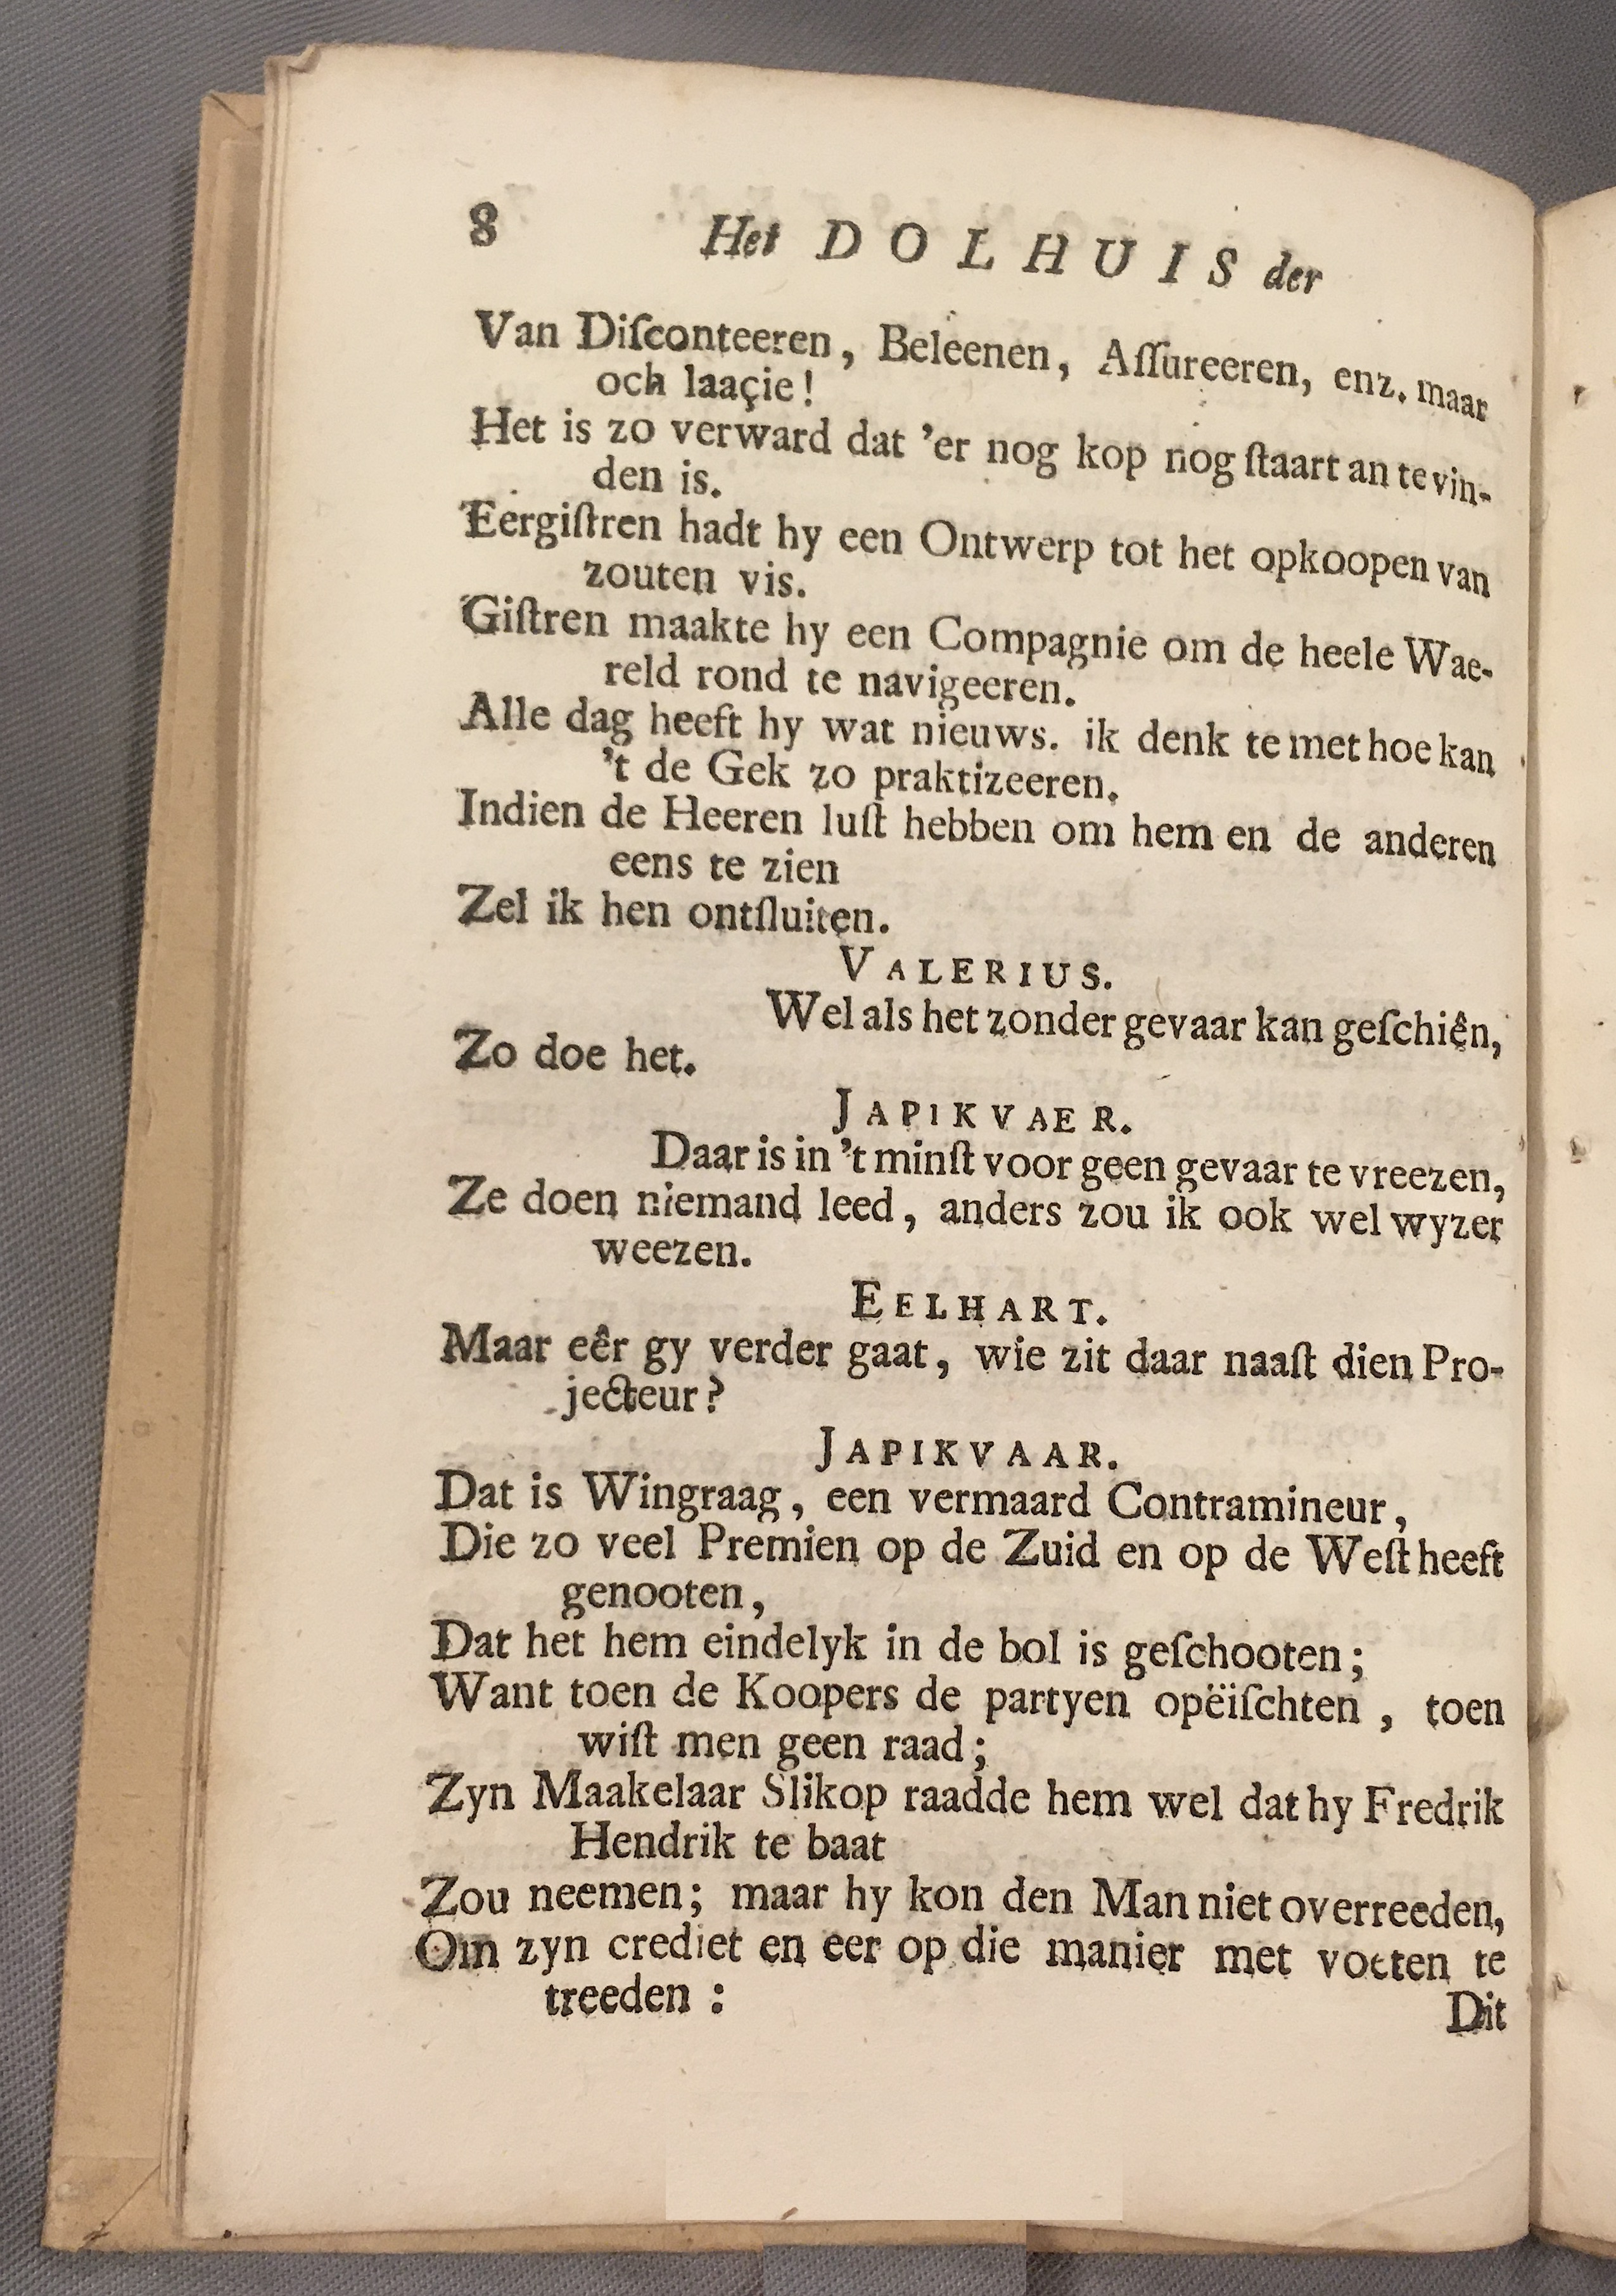 8 Het DOLHUIS der
Van Diſconteeren, Beleenen, Aſſureeren, enz. maar
och laaçie!
Het is zo verward dat 'er nog kop nog ſtaart an te vin-
den is.
Eergiſtren hadt hy een Ontwerp tot het opkoopen van
zouten vis.
Giſtren maakte hy een Compagnie om de heele Wae-
reld rond te navigeeren.
Alle dag heeft hy wat nieuws. ik denk te met hoe kan
't de Gek zo praktizeeren.
Indien de Heeren luſt hebben om hem en de anderen
eens te zien
Zel ik hen ontſluiten.
VALERIUS.
Wel als het zonder gevaar kan geſchiên,
Zo doe het.
JAPIKVAER.
Daar is in 't minſt voor geen gevaar te vreezen,
Ze doen niemand leed, anders zou ik ook wel wyzer
weezen.
EELHART.
Maar eêr gy verder gaat, wie zit daar naaſt dien Pro-
jecteur?
JAPIKVAAR.
Dat is Wingraag, een vermaard Contramineur,
Die zo veel Premien op de Zuid en op de Weſt heeft
genooten,
Dat het hem eindelyk in de bol is geſchooten;
Want toen de Koopers de partyen opëiſchten, toen
wiſt men geen raad;
Zyn Maakelaar Slikop raadde hem wel dat hy Fredrik
Hendrik te baat
Zou neemen; maar hy kon den Man niet overreeden,
Om zyn crediet en eer op die manier met voeten te
treeden:
Dit